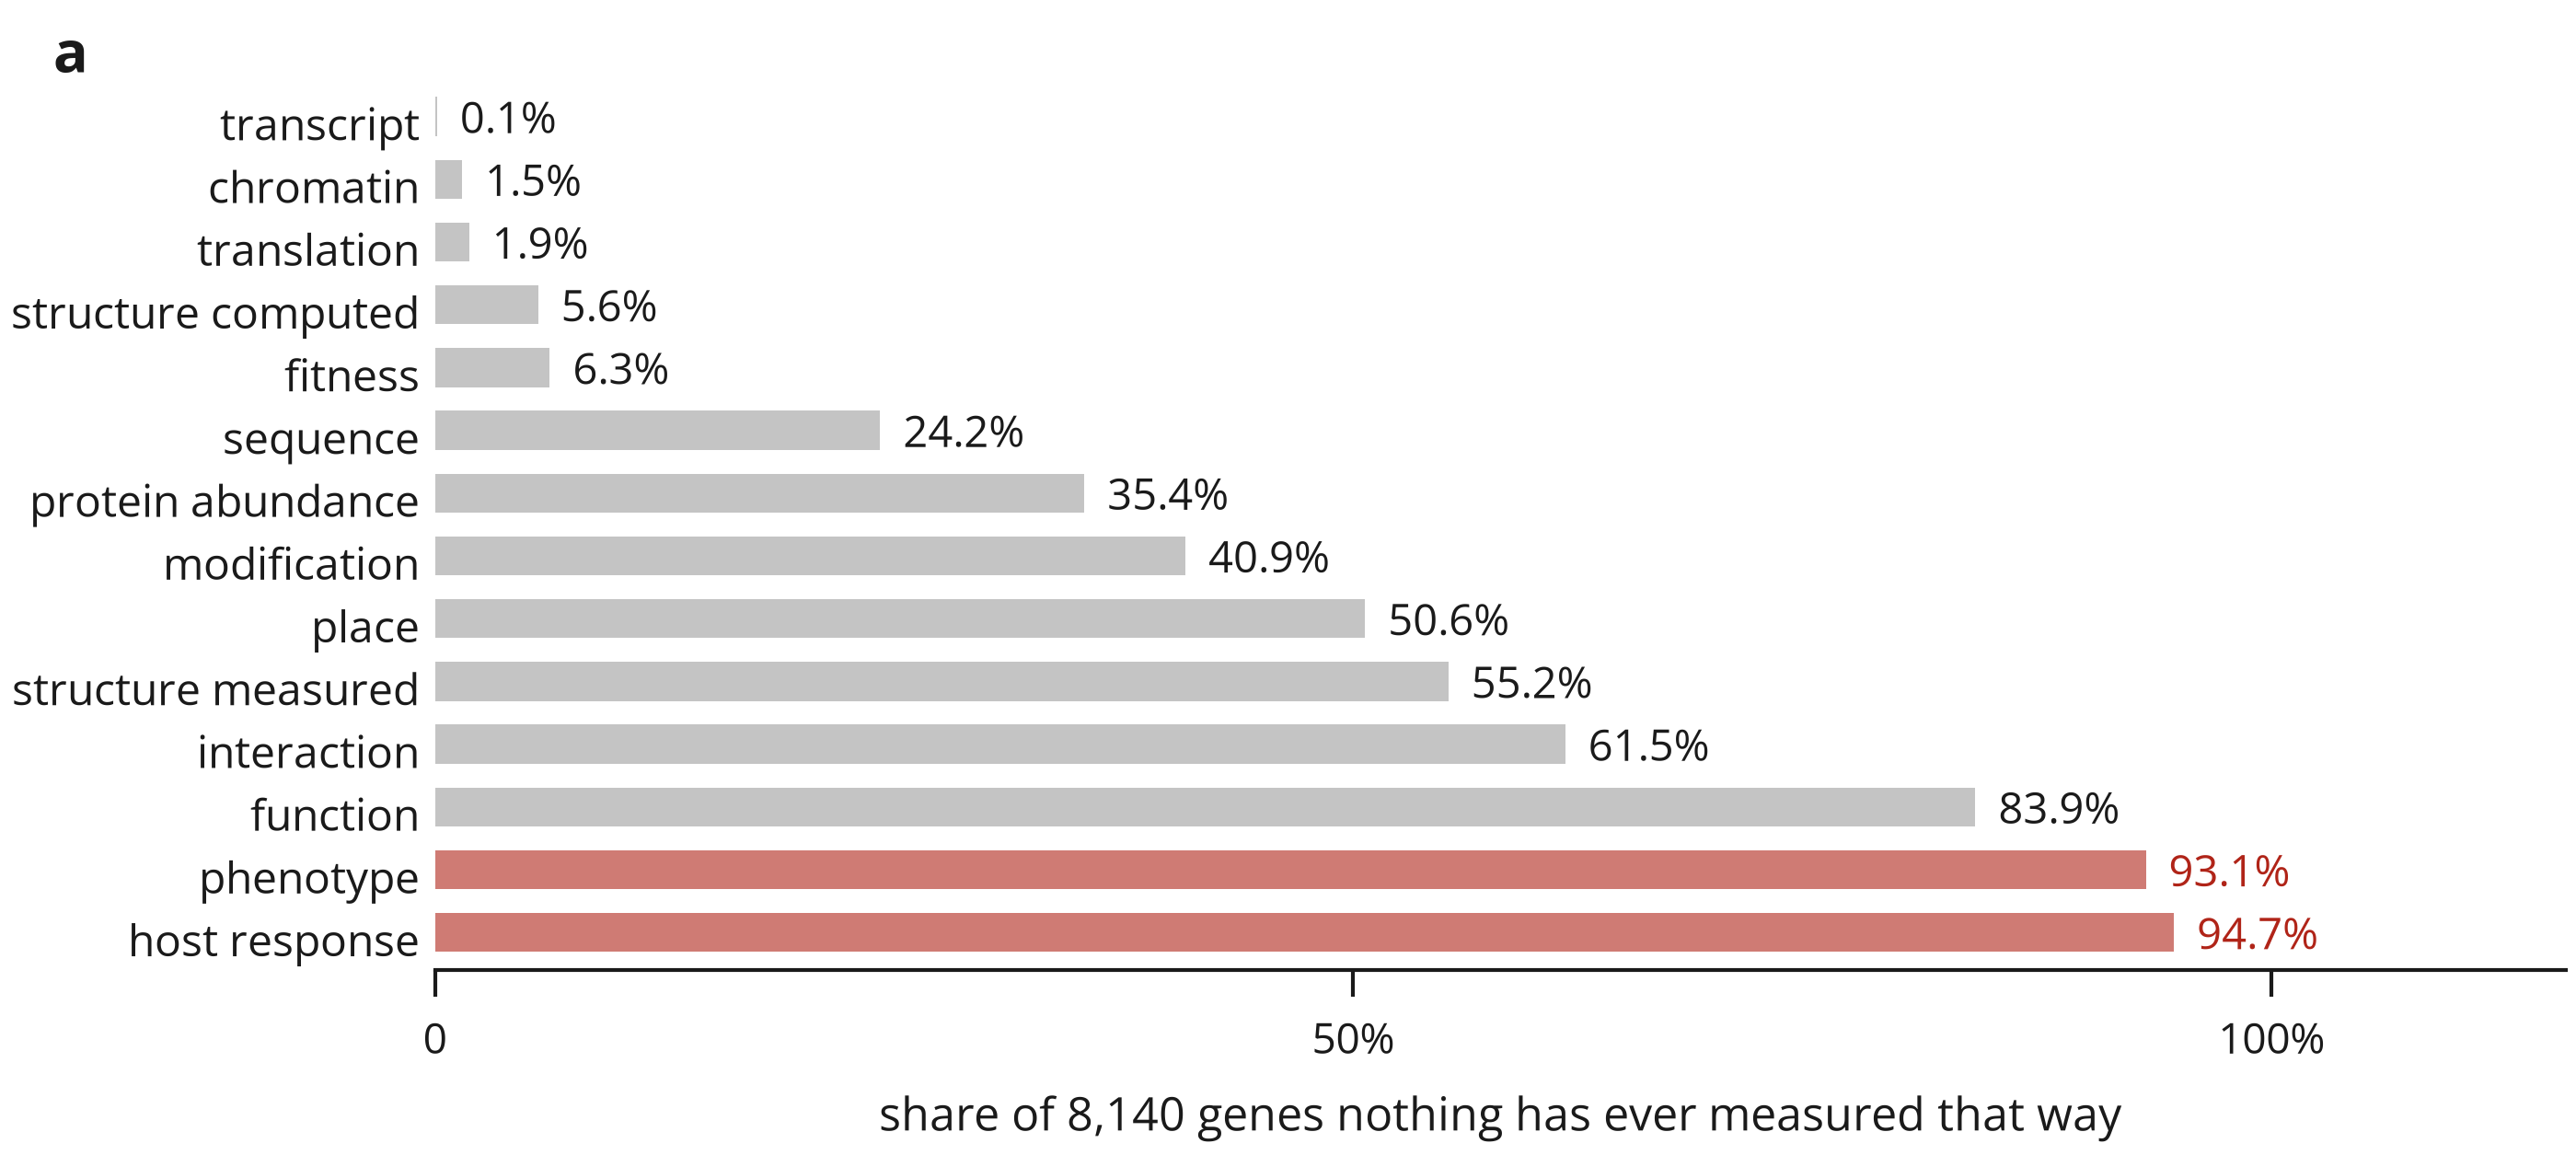 a
transcript 0.1%
chromatin 1.5%
translation 1.9%
structure computed 5.6%
fitness 6.3%
sequence 24.2%
protein abundance 35.4%
modification 40.9%
place 50.6%
structure measured 55.2%
interaction 61.5%
function 83.9%
phenotype 93.1%
host response 94.7%
0 50% 100%
share of 8,140 genes nothing has ever measured that way